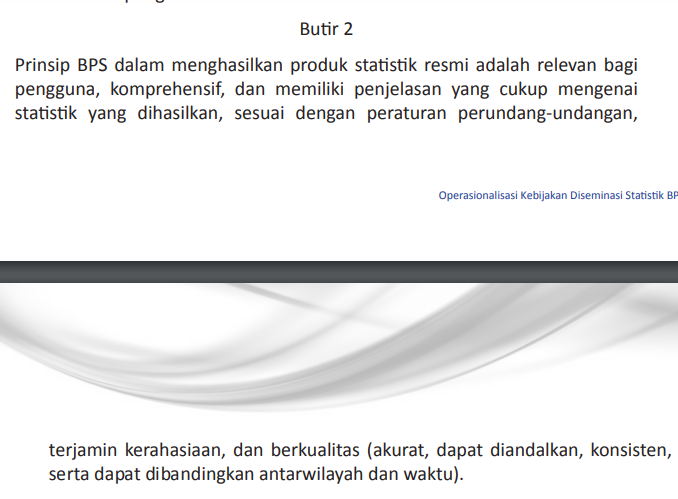 Butir 2
Prinsip BPS dalam menghasilkan produk statistik resmi adalah relevan bagi
pengguna, komprehensif, dan memiliki penjelasan yang cukup mengenai
statistik yang dihasilkan, sesuai dengan peraturan perundang-undangan,
Operasionalisasi Kebijakan Diseminasi Statistik BP
terjamin kerahasiaan, dan berkualitas (akurat, dapat diandalkan, konsisten,
serta dapat dibandingkan antarwilayah dan waktu).